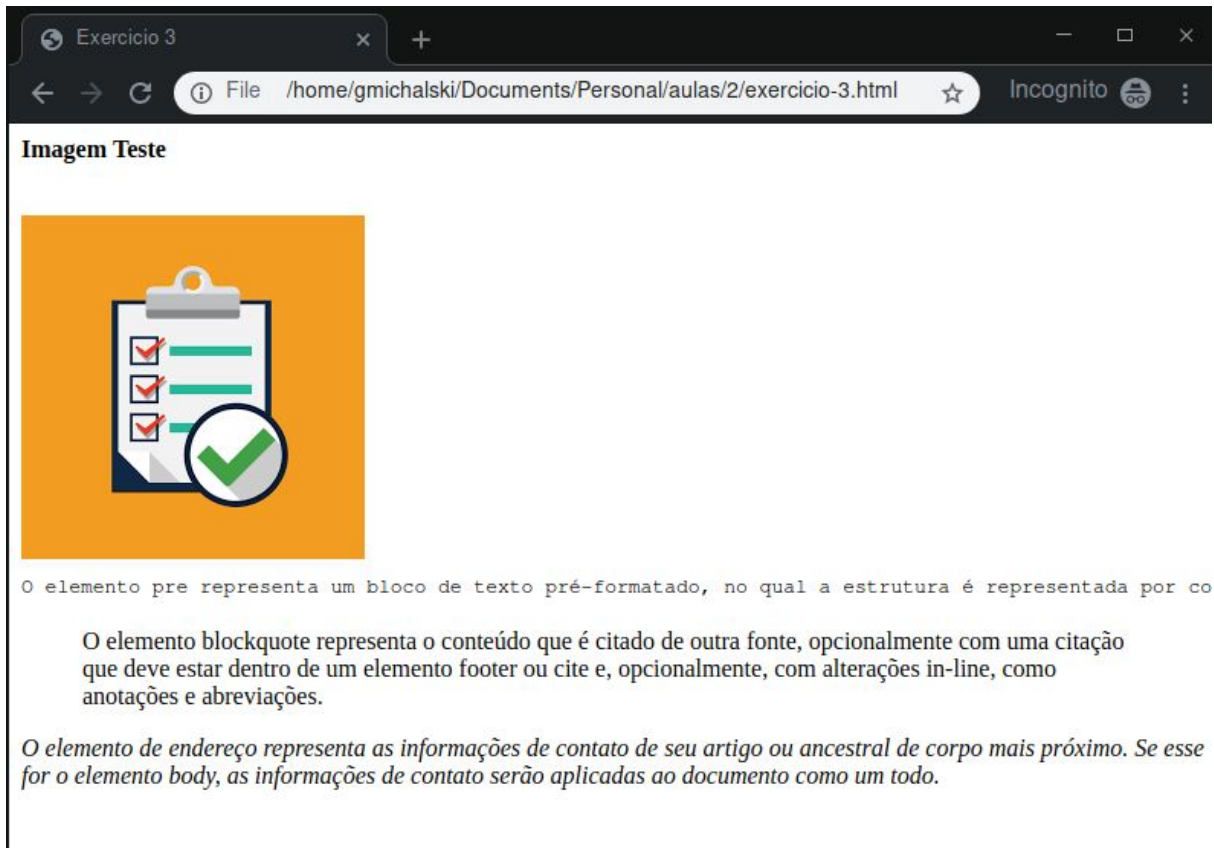 Exercicio 3
File /home/gmichalski/Documents/Personal/aulas/2/exercicio-3.html
Incognito
Imagem Teste
O elemento pre representa um bloco de texto pré-formatado, no qual a estrutura é representada por co
O elemento blockquote representa o conteúdo que é citado de outra fonte, opcionalmente com uma citação
que deve estar dentro de um elemento footer ou cite e, opcionalmente, com alterações in-line, como
anotações e abreviações.
O elemento de endereço representa as informações de contato de seu artigo ou ancestral de corpo mais próximo. Se esse
for o elemento body, as informações de contato serão aplicadas ao documento como um todo.